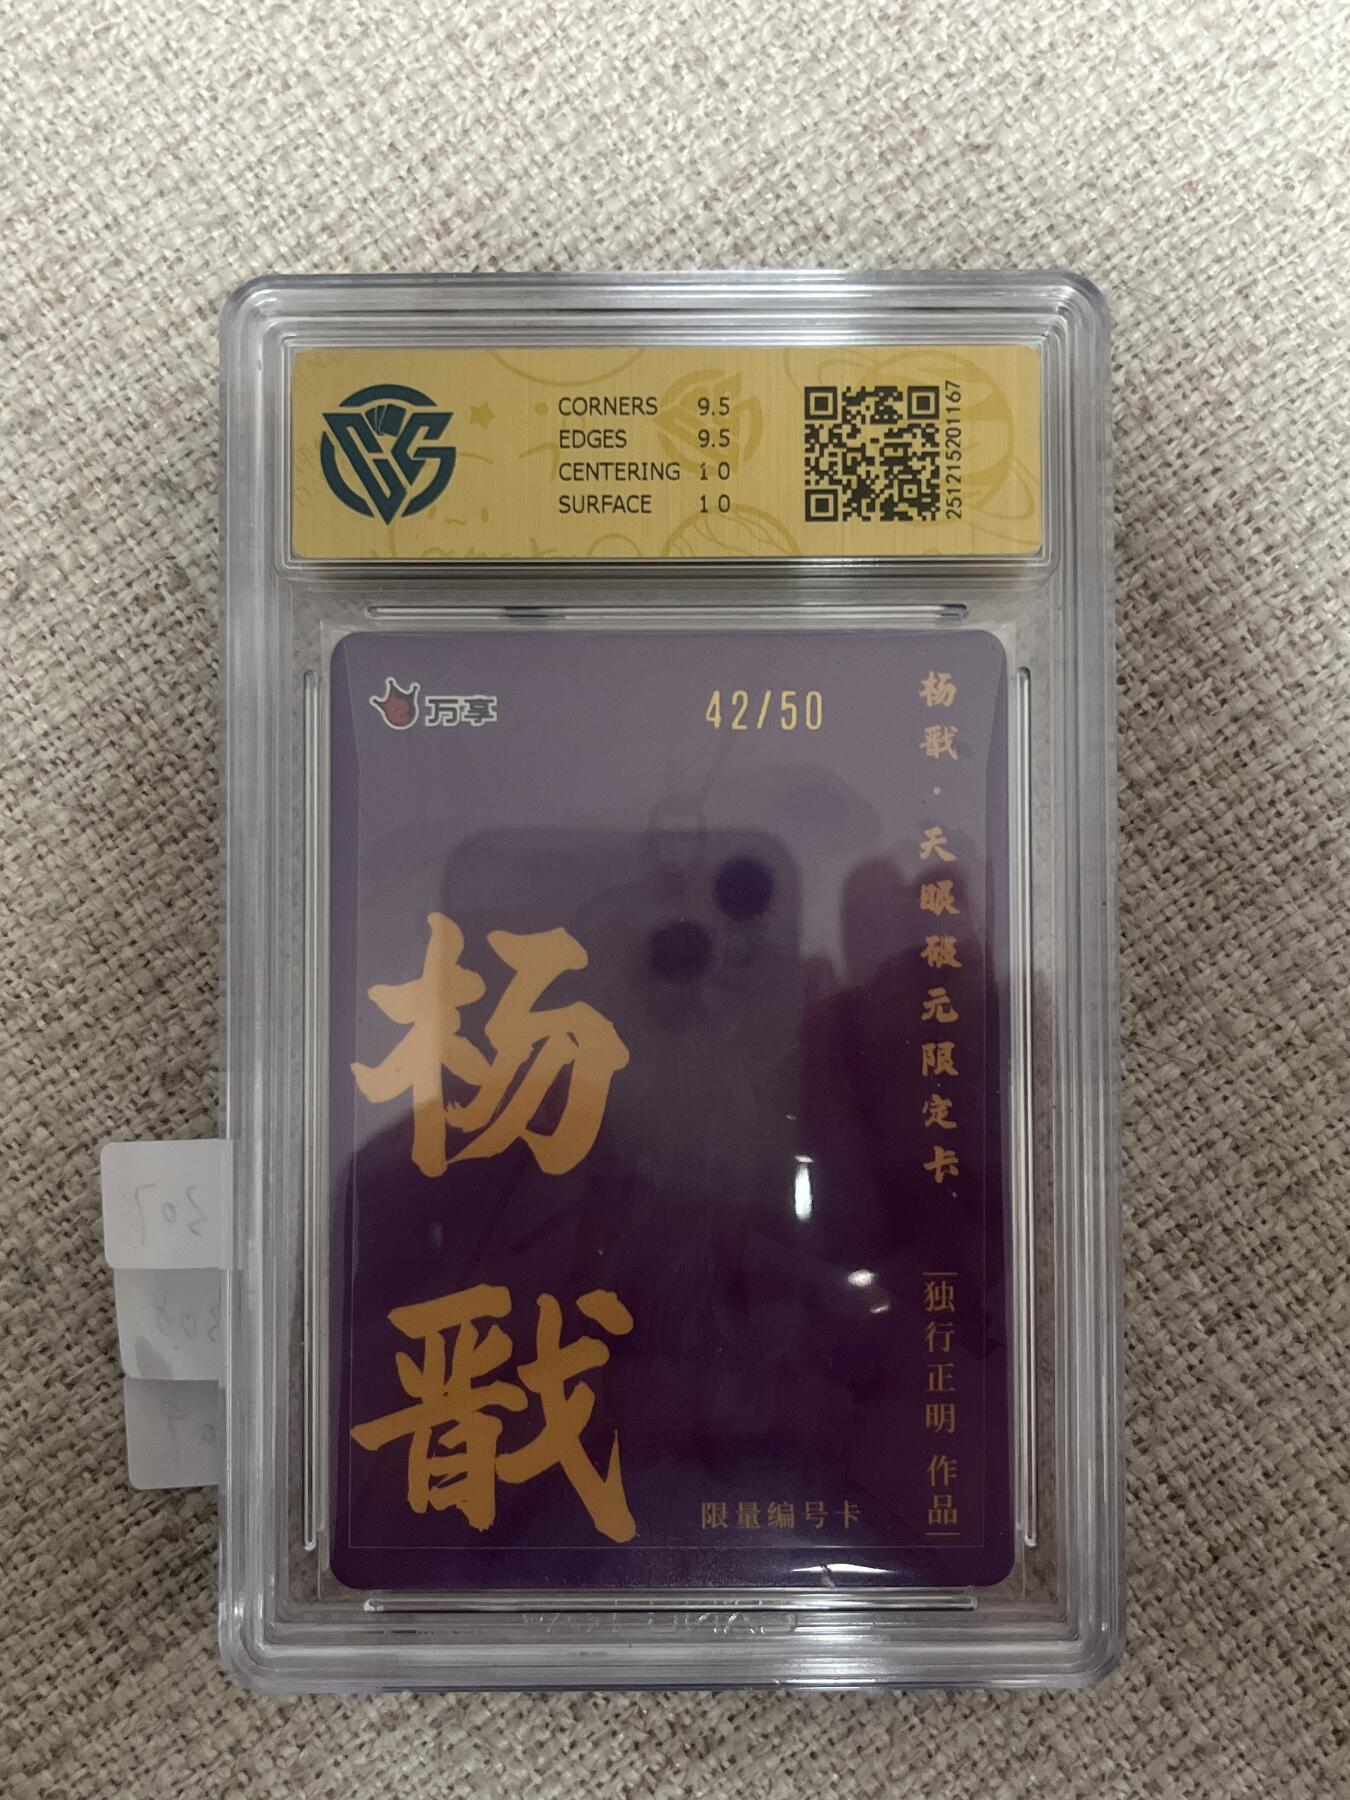 CORNERS 9.5
EDGES 9.5
CENTERING 10
SURFACE 10
2512152011167
万享
42/50
杨戬·天眼破元限定卡
杨戬
独行正明 作品
限量编号卡
307